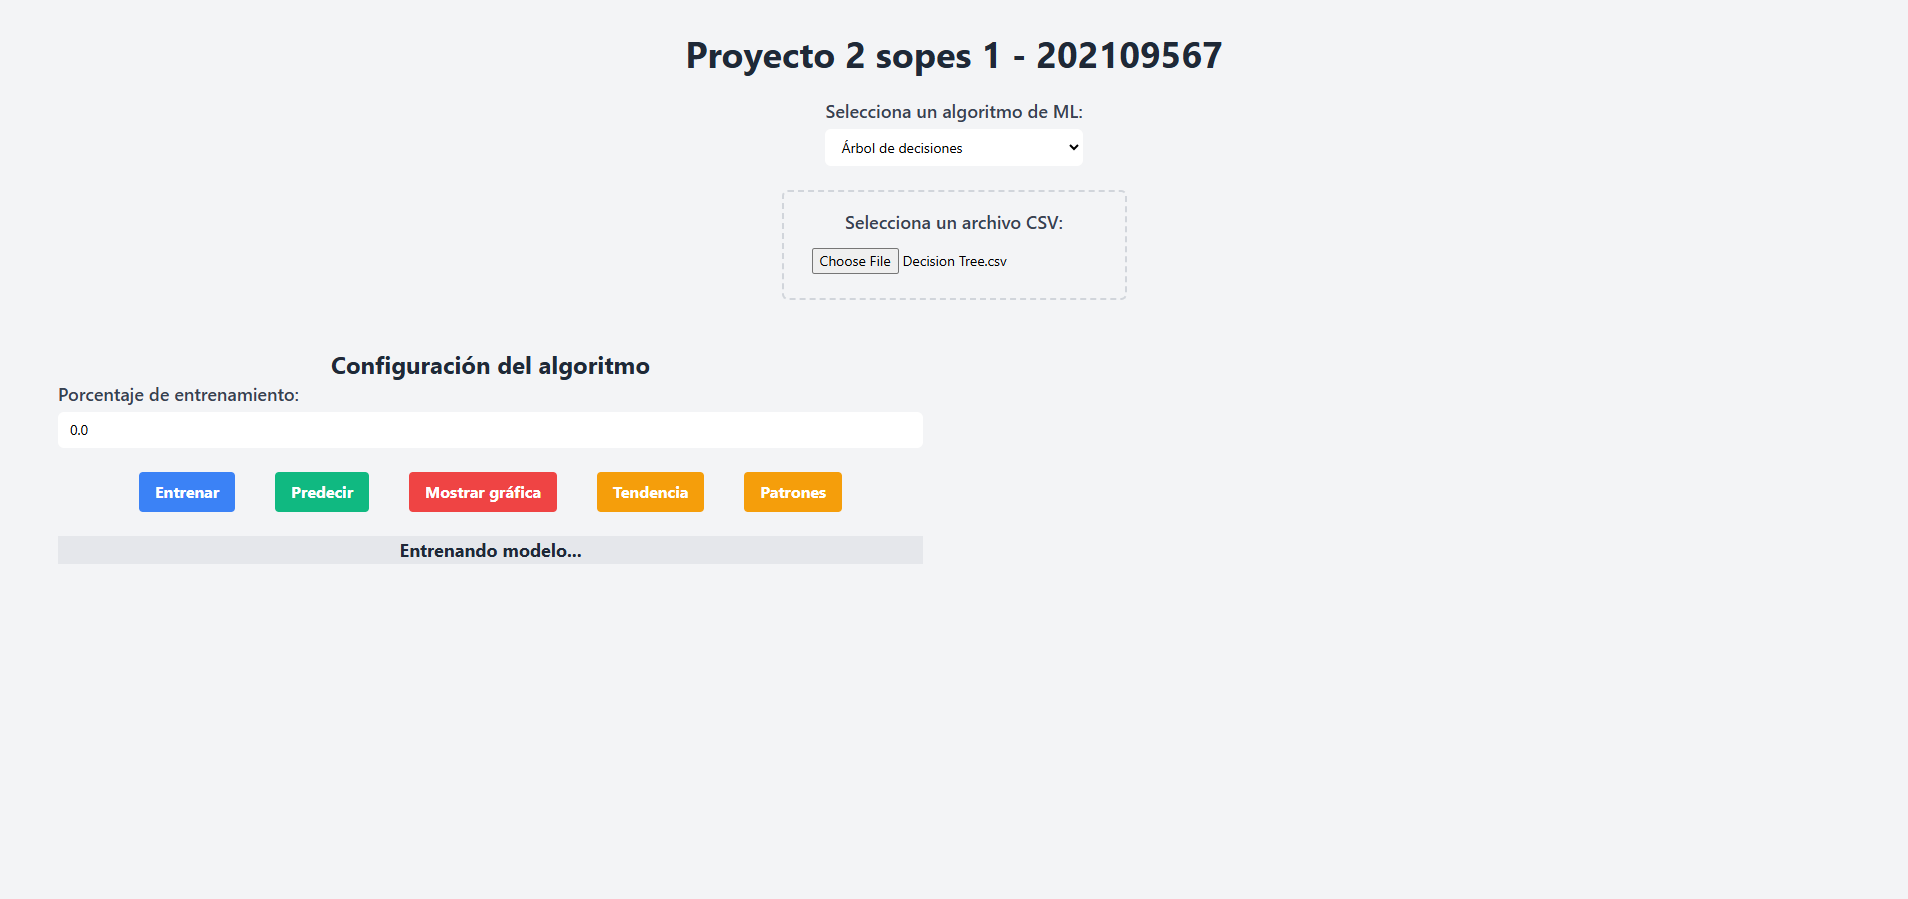 Proyecto 2 sopes 1 - 202109567
Selecciona un algoritmo de ML:
Árbol de decisiones
Selecciona un archivo CSV:
Choose File Decision Tree.csv
Configuración del algoritmo
Porcentaje de entrenamiento:
0.0
Entrenar Predecir Mostrar gráfica Tendencia Patrones
Entrenando modelo...